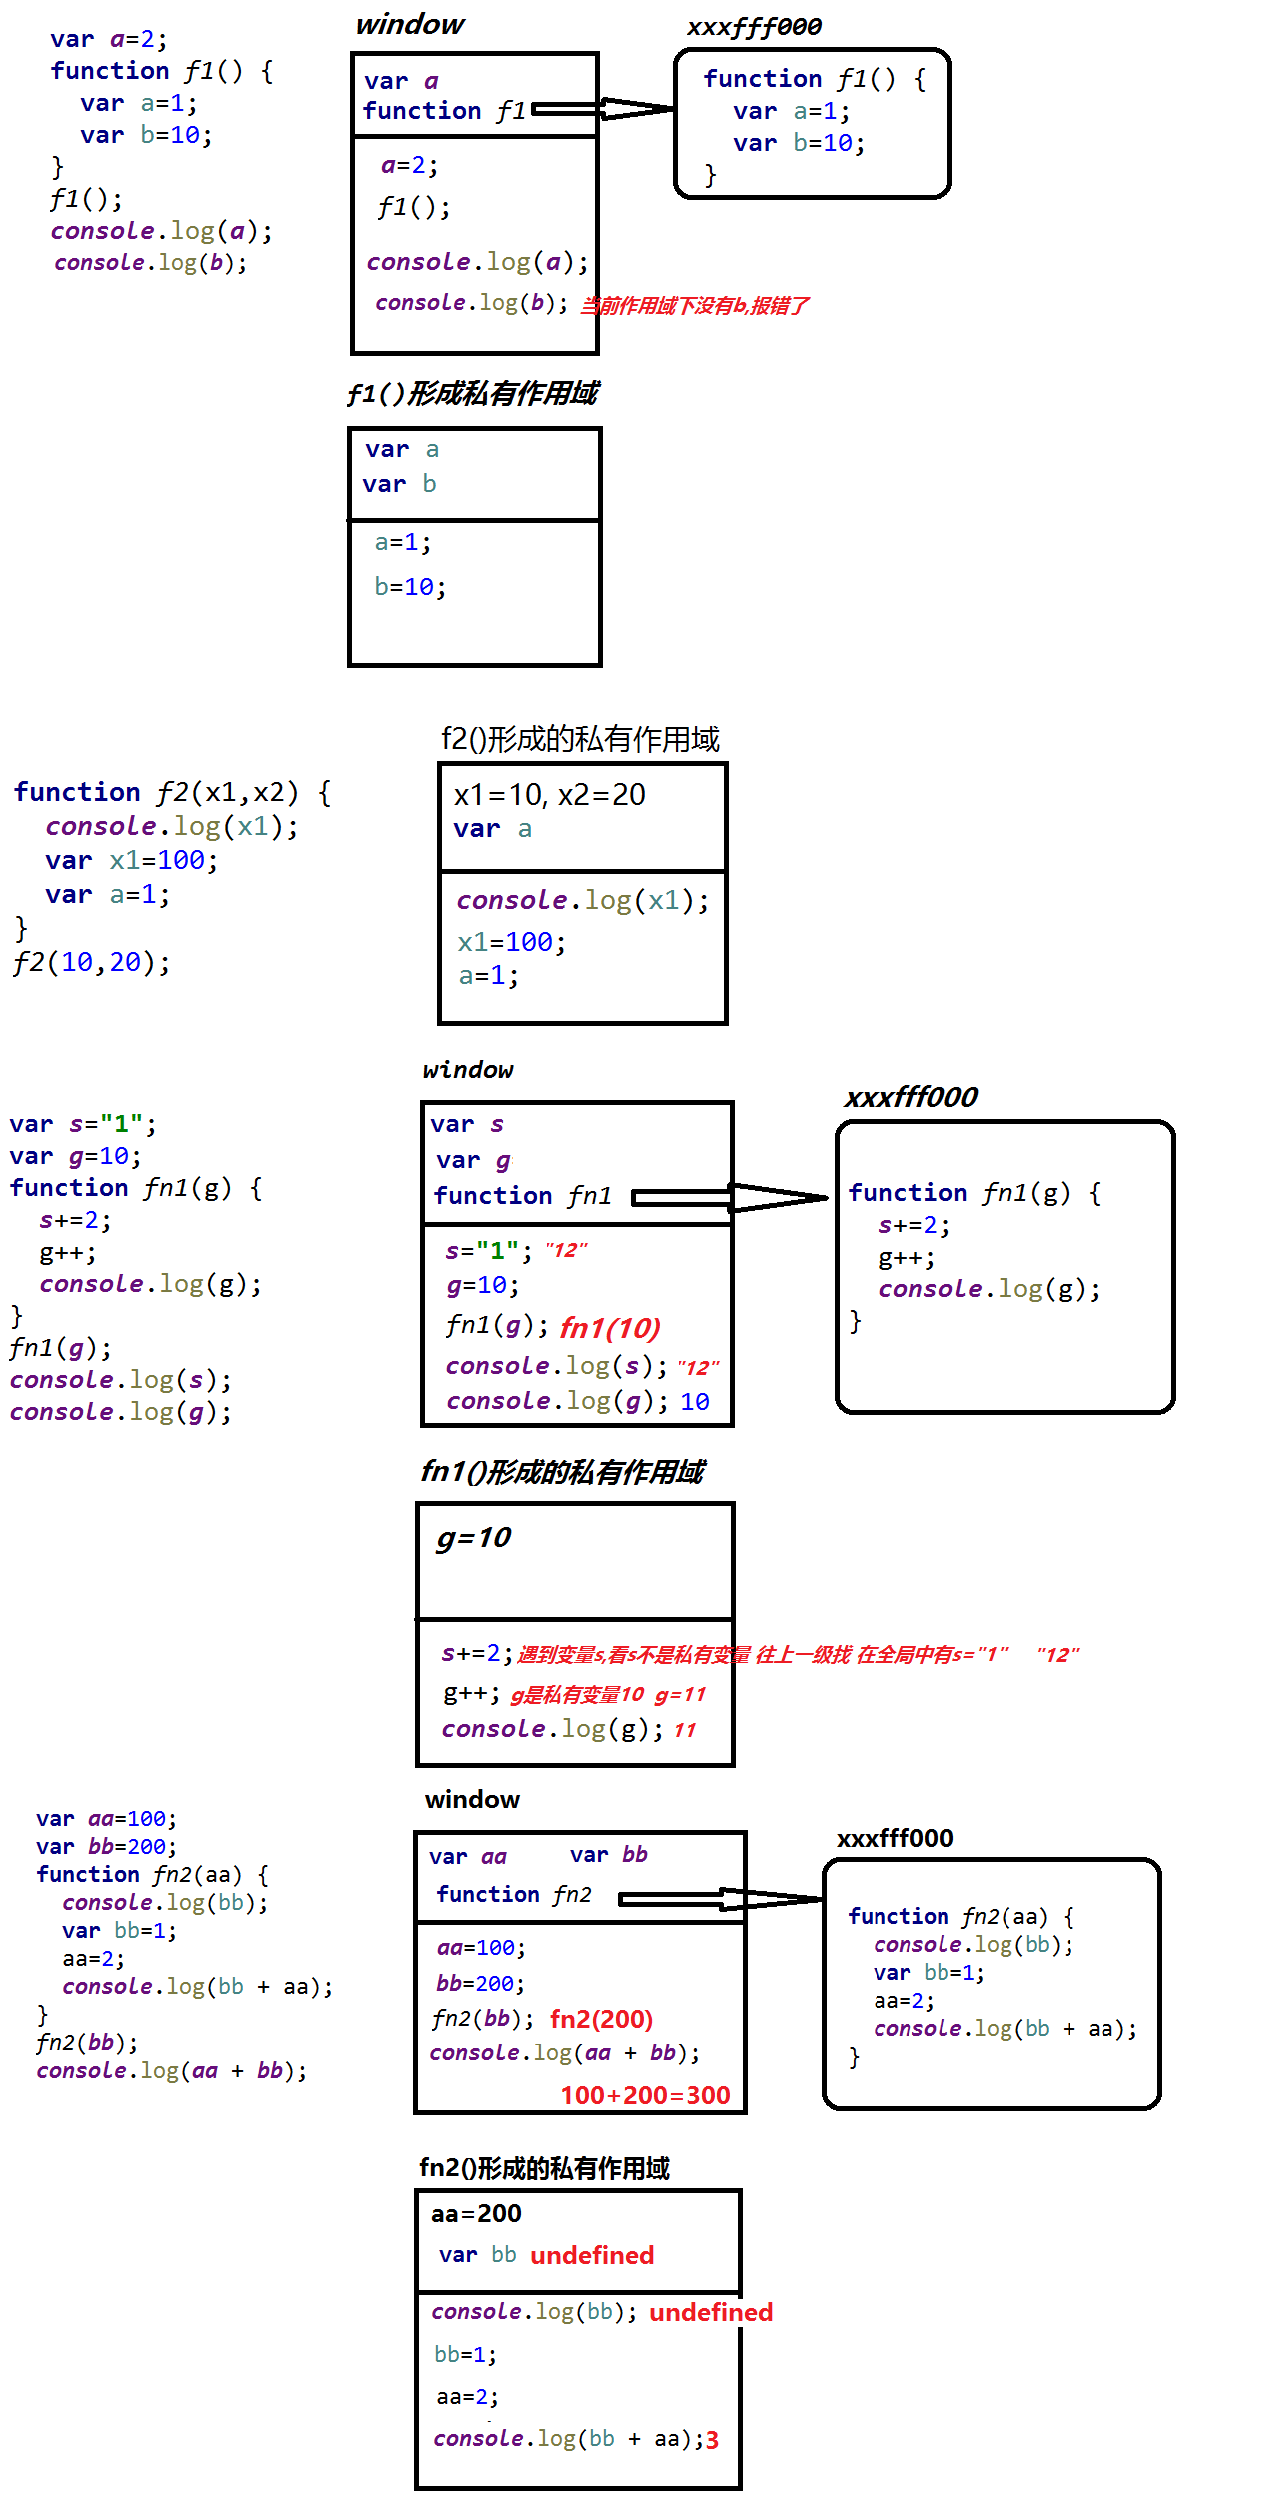 var a=2;
function f1() {
var a=1;
var b=10;
}
f1();
console.log(a);
console.log(b);
window
var a
function f1
a=2;
f1();
console.log(a);
console.log(b); 当前作用域下没有b,报错了
xxxfff000
function f1() {
var a=1;
var b=10;
}
f1()形成私有作用域
var a
var b
a=1;
b=10;
function f2(x1,x2) {
console.log(x1);
var x1=100;
var a=1;
}
f2(10,20);
f2()形成的私有作用域
x1=10, x2=20
var a
console.log(x1);
x1=100;
a=1;
var s="1";
var g=10;
function fn1(g) {
s+=2;
g++;
console.log(g);
}
fn1(g);
console.log(s);
console.log(g);
window
var s
var g
function fn1
s="1"; "12"
g=10;
fn1(g); fn1(10)
console.log(s); "12"
console.log(g); 10
xxxfff000
function fn1(g) {
s+=2;
g++;
console.log(g);
}
fn1()形成的私有作用域
g=10
s+=2; 遇到变量s,看s不是私有变量 往上一级找 在全局中有s="1" "12"
g++; g是私有变量10 g=11
console.log(g); 11
var aa=100;
var bb=200;
function fn2(aa) {
console.log(bb);
var bb=1;
aa=2;
console.log(bb + aa);
}
fn2(bb);
console.log(aa + bb);
window
var aa var bb
function fn2
aa=100;
bb=200;
fn2(bb); fn2(200)
console.log(aa + bb);
100+200=300
xxxfff000
function fn2(aa) {
console.log(bb);
var bb=1;
aa=2;
console.log(bb + aa);
}
fn2()形成的私有作用域
aa=200
var bb undefined
console.log(bb); undefined
bb=1;
aa=2;
console.log(bb + aa);3